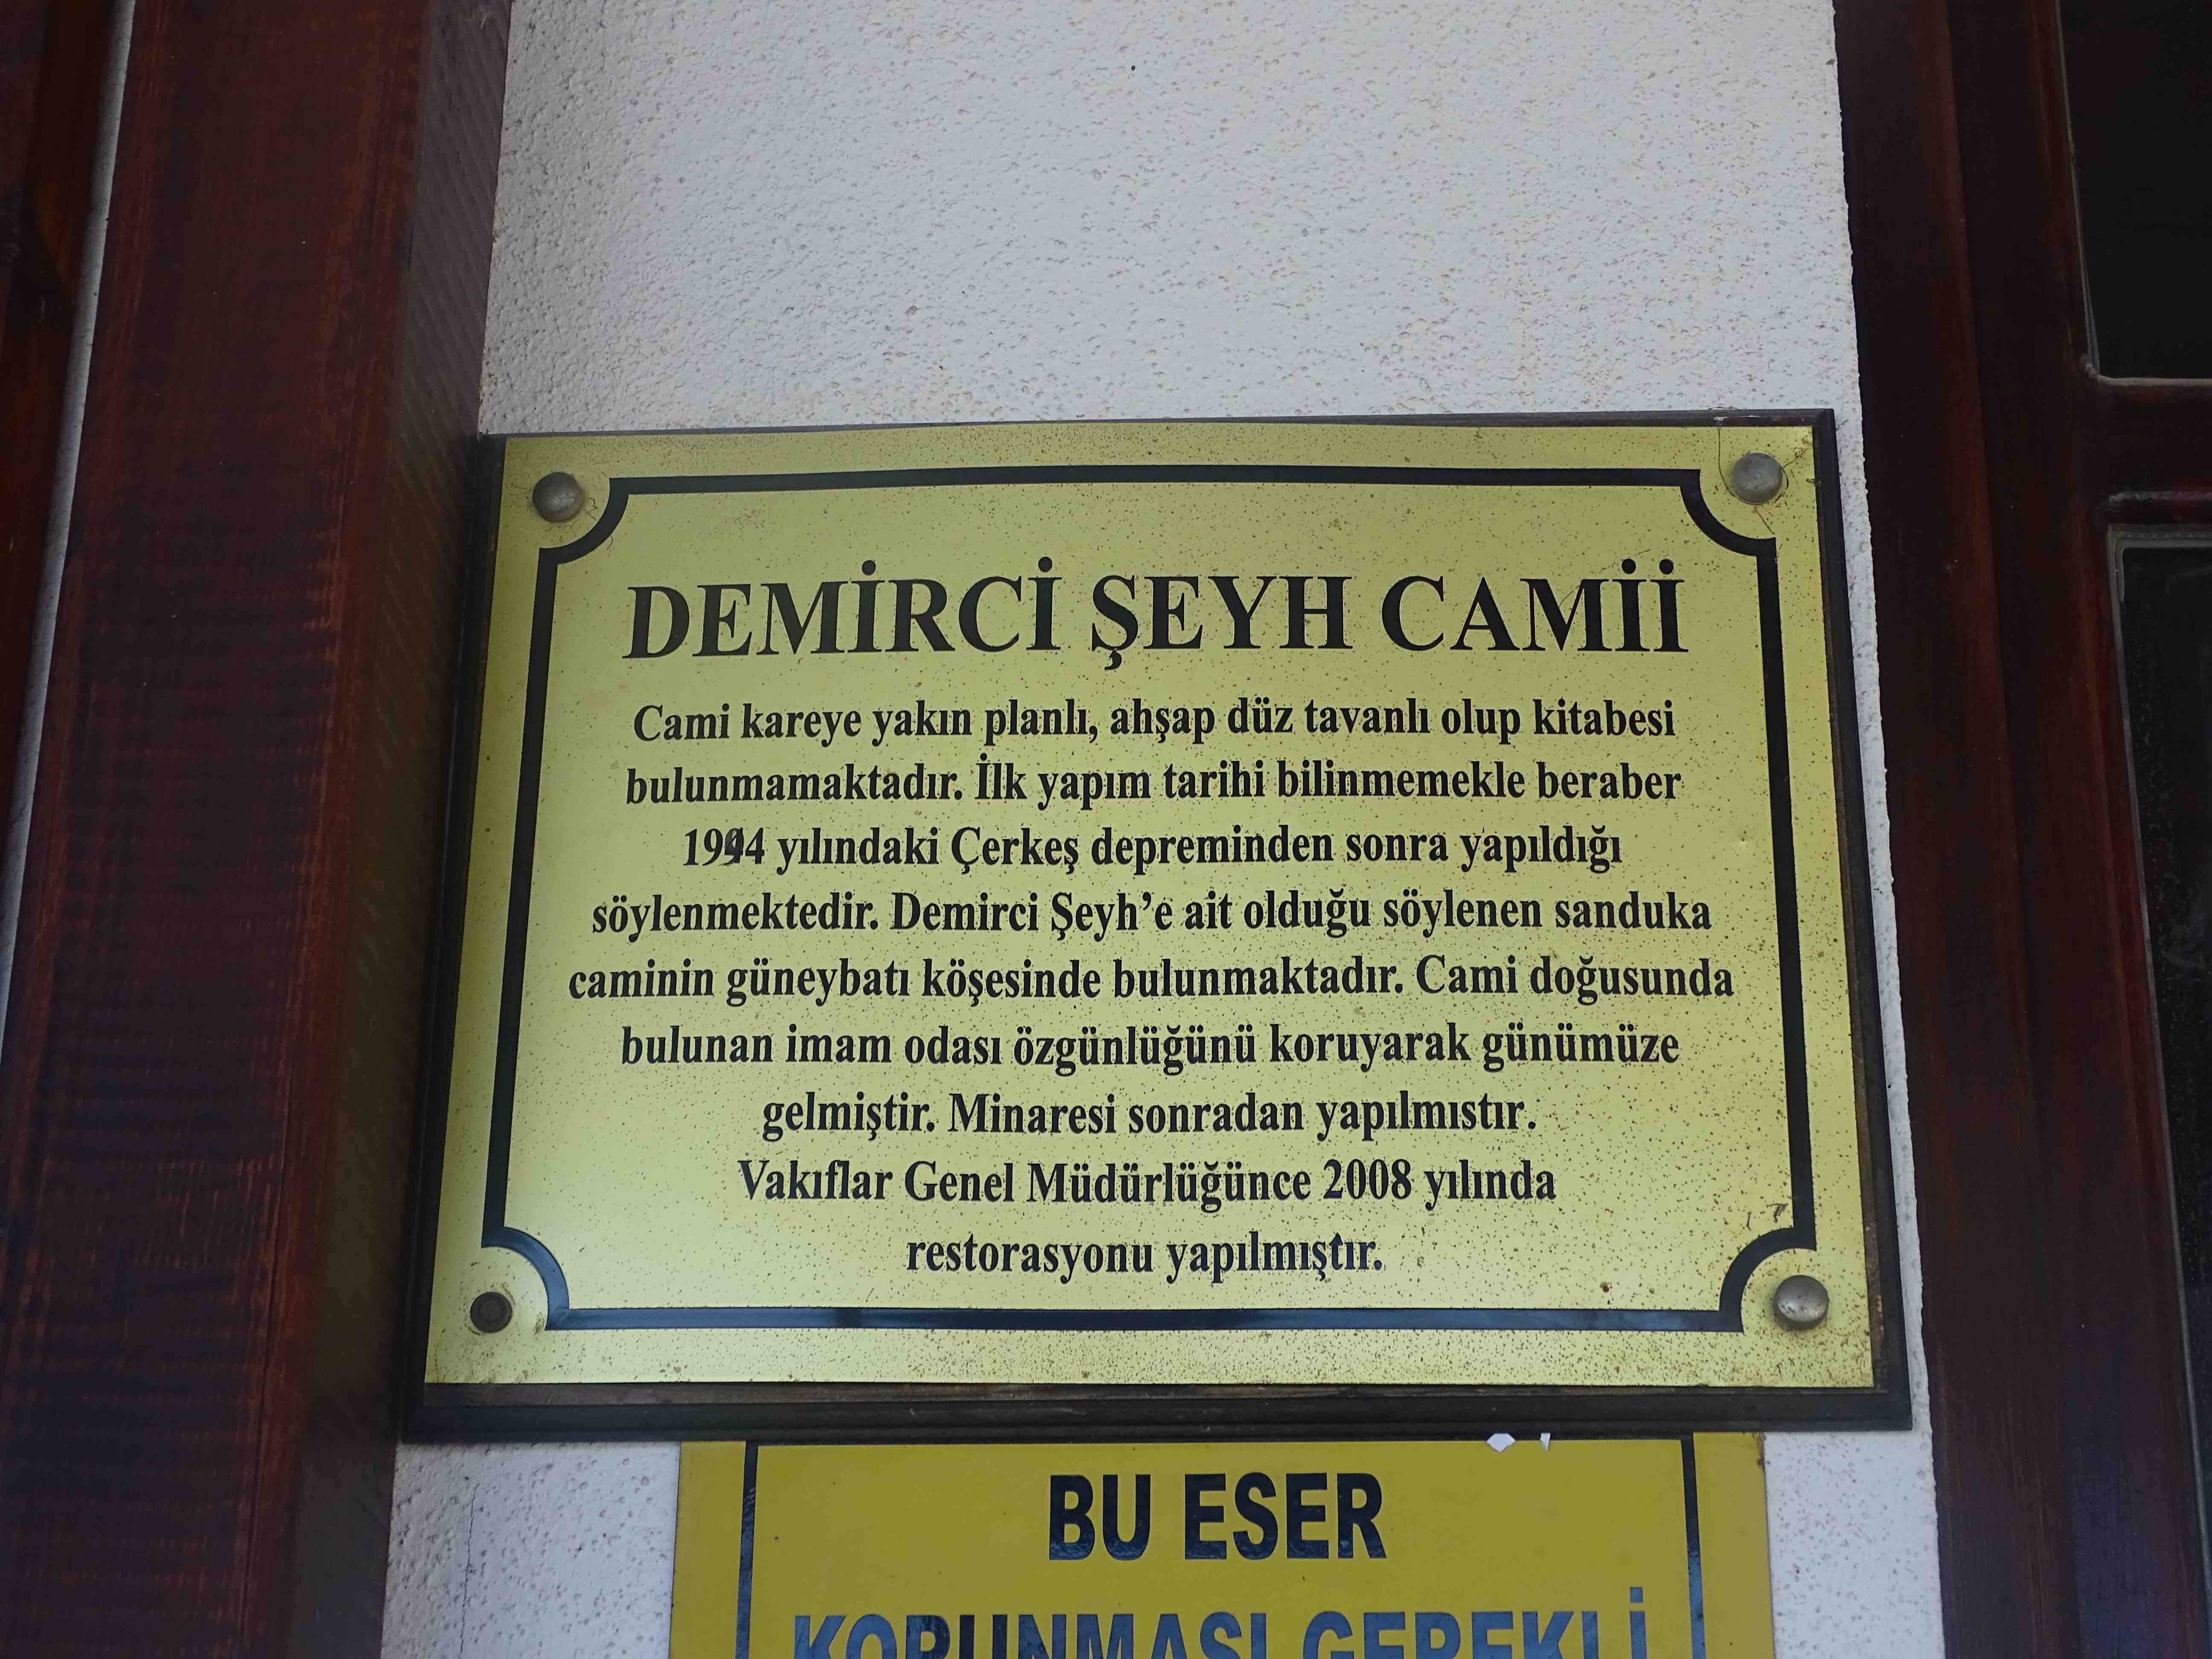 DEMİRCİ ŞEYH CAMİİ
Cami kareye yakın planlı, ahşap düz tavanlı olup kitabesi
bulunmamaktadır. İlk yapım tarihi bilinmemekle beraber
1944 yılındaki Çerkeş depreminden sonra yapıldığı
söylenmektedir. Demirci Şeyh’e ait olduğu söylenen sanduka
caminin güneybatı köşesinde bulunmaktadır. Cami doğusunda
bulunan imam odası özgünlüğünü koruyarak günümüze
gelmiştir. Minaresi sonradan yapılmıstır.
Vakıflar Genel Müdürlüğünce 2008 yılında
restorasyonu yapılmıştır.
BU ESER
KORUNMASI GEREKLİ